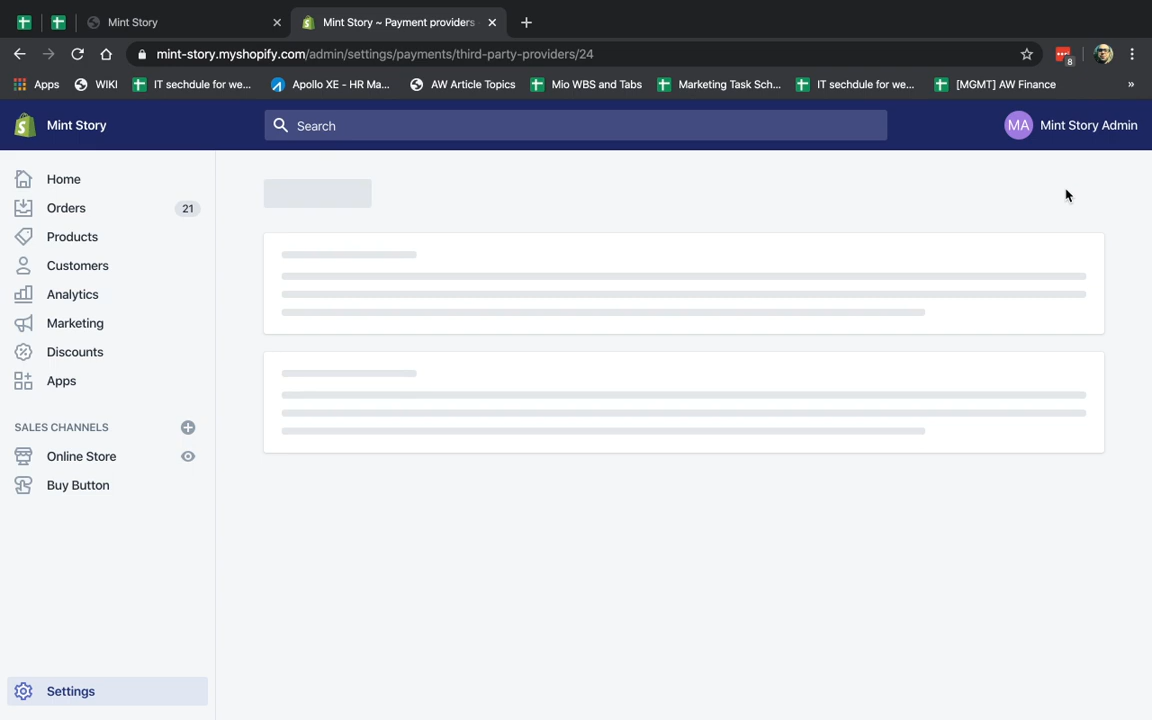 Mint Story
Mint Story ~ Payment providers
mint-story.myshopify.com/admin/settings/payments/third-party-providers/24
8
Apps
WIKI
IT sechdule for we...
Apollo XE - HR Ma...
AW Article Topics
Mio WBS and Tabs
Marketing Task Sch...
IT sechdule for we...
[MGMT] AW Finance
»
Mint Story
Search
MA
Mint Story Admin
Home
Orders
21
Products
Customers
Analytics
Marketing
Discounts
Apps
SALES CHANNELS
Online Store
Buy Button
Settings